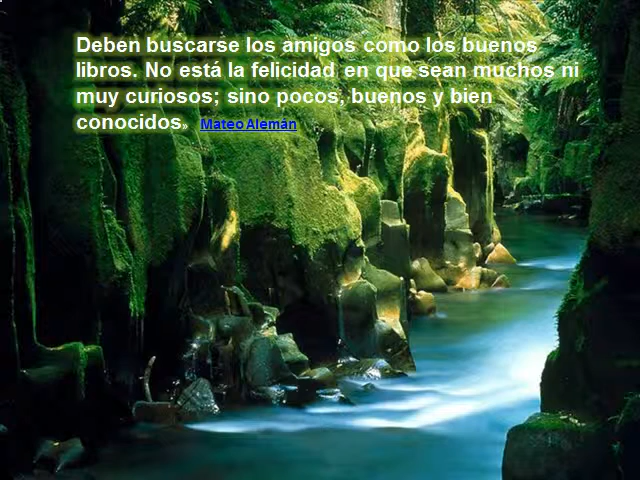 Deben buscarse los amigos como los buenos
libros. No está la felicidad en que sean muchos ni
muy curiosos; sino pocos, buenos y bien
conocidos. Mateo Alemán